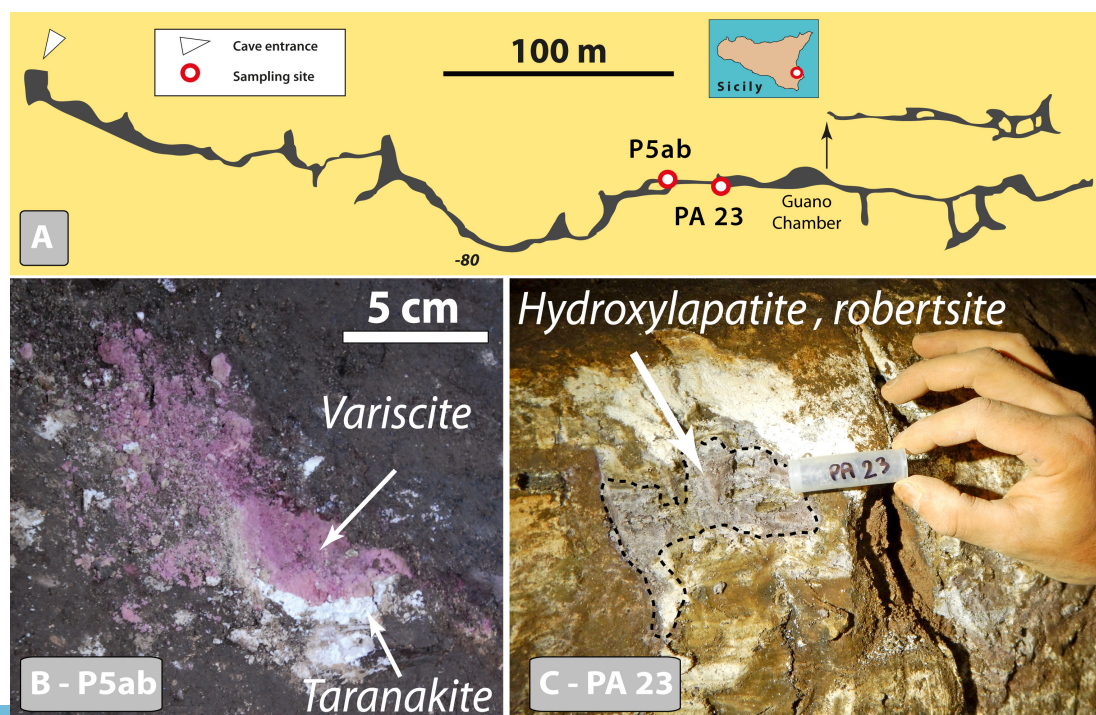 Cave entrance
Sampling site
100 m
Sicily
P5ab
PA 23
Guano
Chamber
-80
A
5 cm
Variscite
Taranakite
B - P5ab
Hydroxylapatite , robertsite
PA 23
C - PA 23